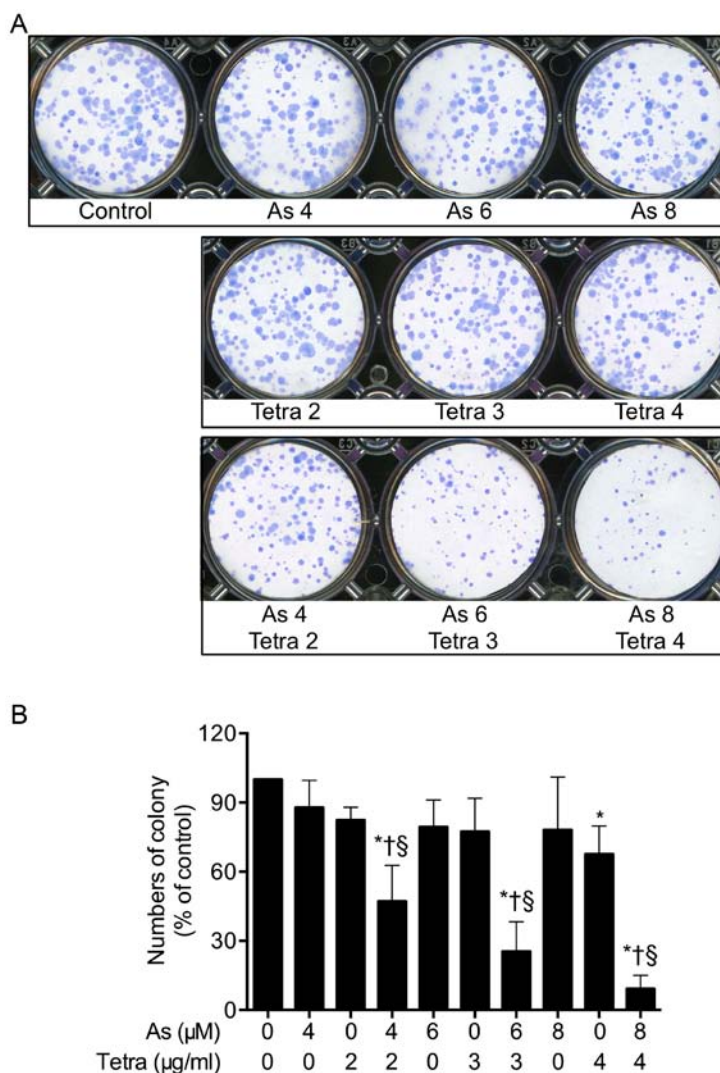 A
Control As 4 As 6 As 8
Tetra 2 Tetra 3 Tetra 4
As 4 As 6 As 8
Tetra 2 Tetra 3 Tetra 4
B
Numbers of colony
(% of control)
120
90
60
30
0
*†§
*†§
*
*†§
As (µM) 0 4 0 4 6 0 6 8 0 8
Tetra (µg/ml) 0 0 2 2 0 3 3 0 4 4